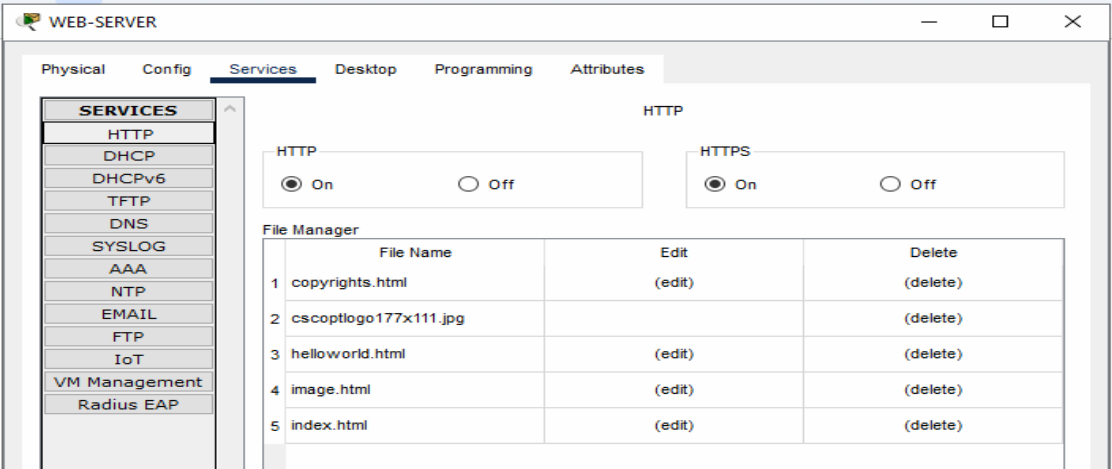 WEB-SERVER
Physical Config Services Desktop Programming Attributes
SERVICES
HTTP
DHCP
DHCPv6
TFTP
DNS
SYSLOG
AAA
NTP
EMAIL
FTP
IoT
VM Management
Radius EAP
HTTP
HTTP
On Off
HTTPS
On Off
File Manager
File Name Edit Delete
1 copyrights.html (edit) (delete)
2 cscoptlogo177x111.jpg (delete)
3 helloworld.html (edit) (delete)
4 image.html (edit) (delete)
5 index.html (edit) (delete)